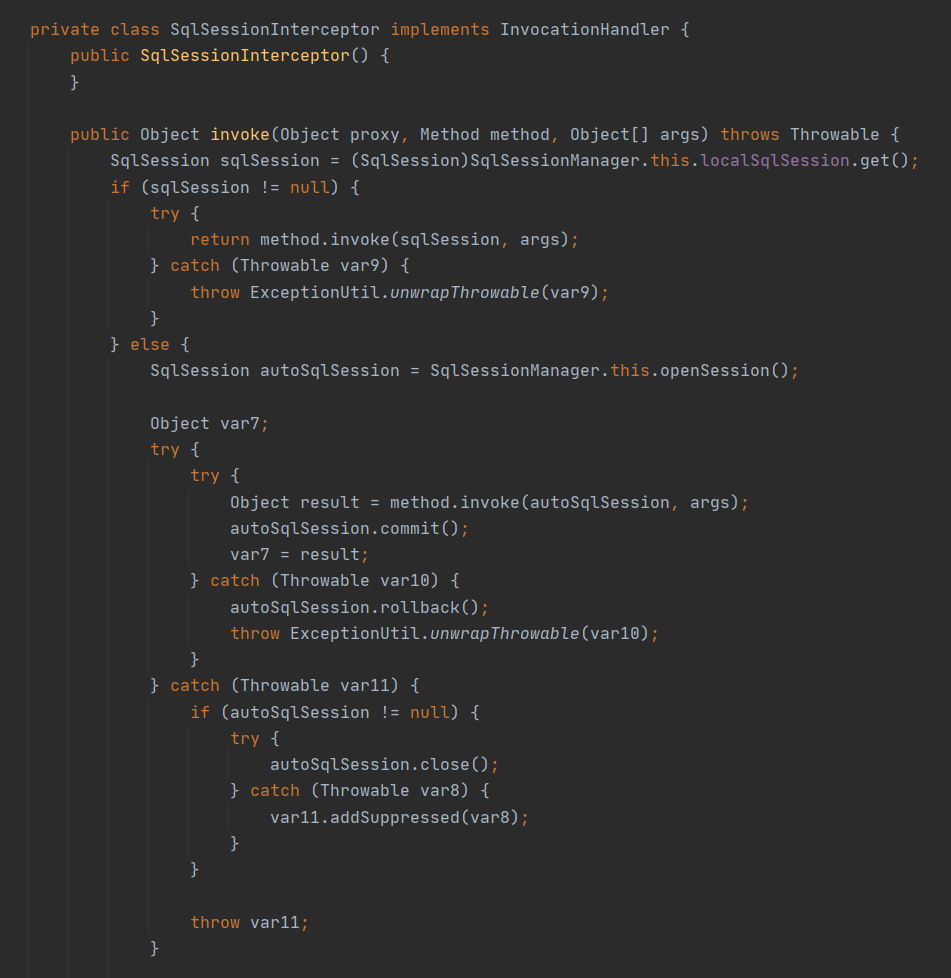 private class SqlSessionInterceptor implements InvocationHandler {
    public SqlSessionInterceptor() {
    }

    public Object invoke(Object proxy, Method method, Object[] args) throws Throwable {
        SqlSession sqlSession = (SqlSession)SqlSessionManager.this.localSqlSession.get();
        if (sqlSession != null) {
            try {
                return method.invoke(sqlSession, args);
            } catch (Throwable var9) {
                throw ExceptionUtil.unwrapThrowable(var9);
            }
        } else {
            SqlSession autoSqlSession = SqlSessionManager.this.openSession();

            Object var7;
            try {
                try {
                    Object result = method.invoke(autoSqlSession, args);
                    autoSqlSession.commit();
                    var7 = result;
                } catch (Throwable var10) {
                    autoSqlSession.rollback();
                    throw ExceptionUtil.unwrapThrowable(var10);
                }
            } catch (Throwable var11) {
                if (autoSqlSession != null) {
                    try {
                        autoSqlSession.close();
                    } catch (Throwable var8) {
                        var11.addSuppressed(var8);
                    }
                }

                throw var11;
            }